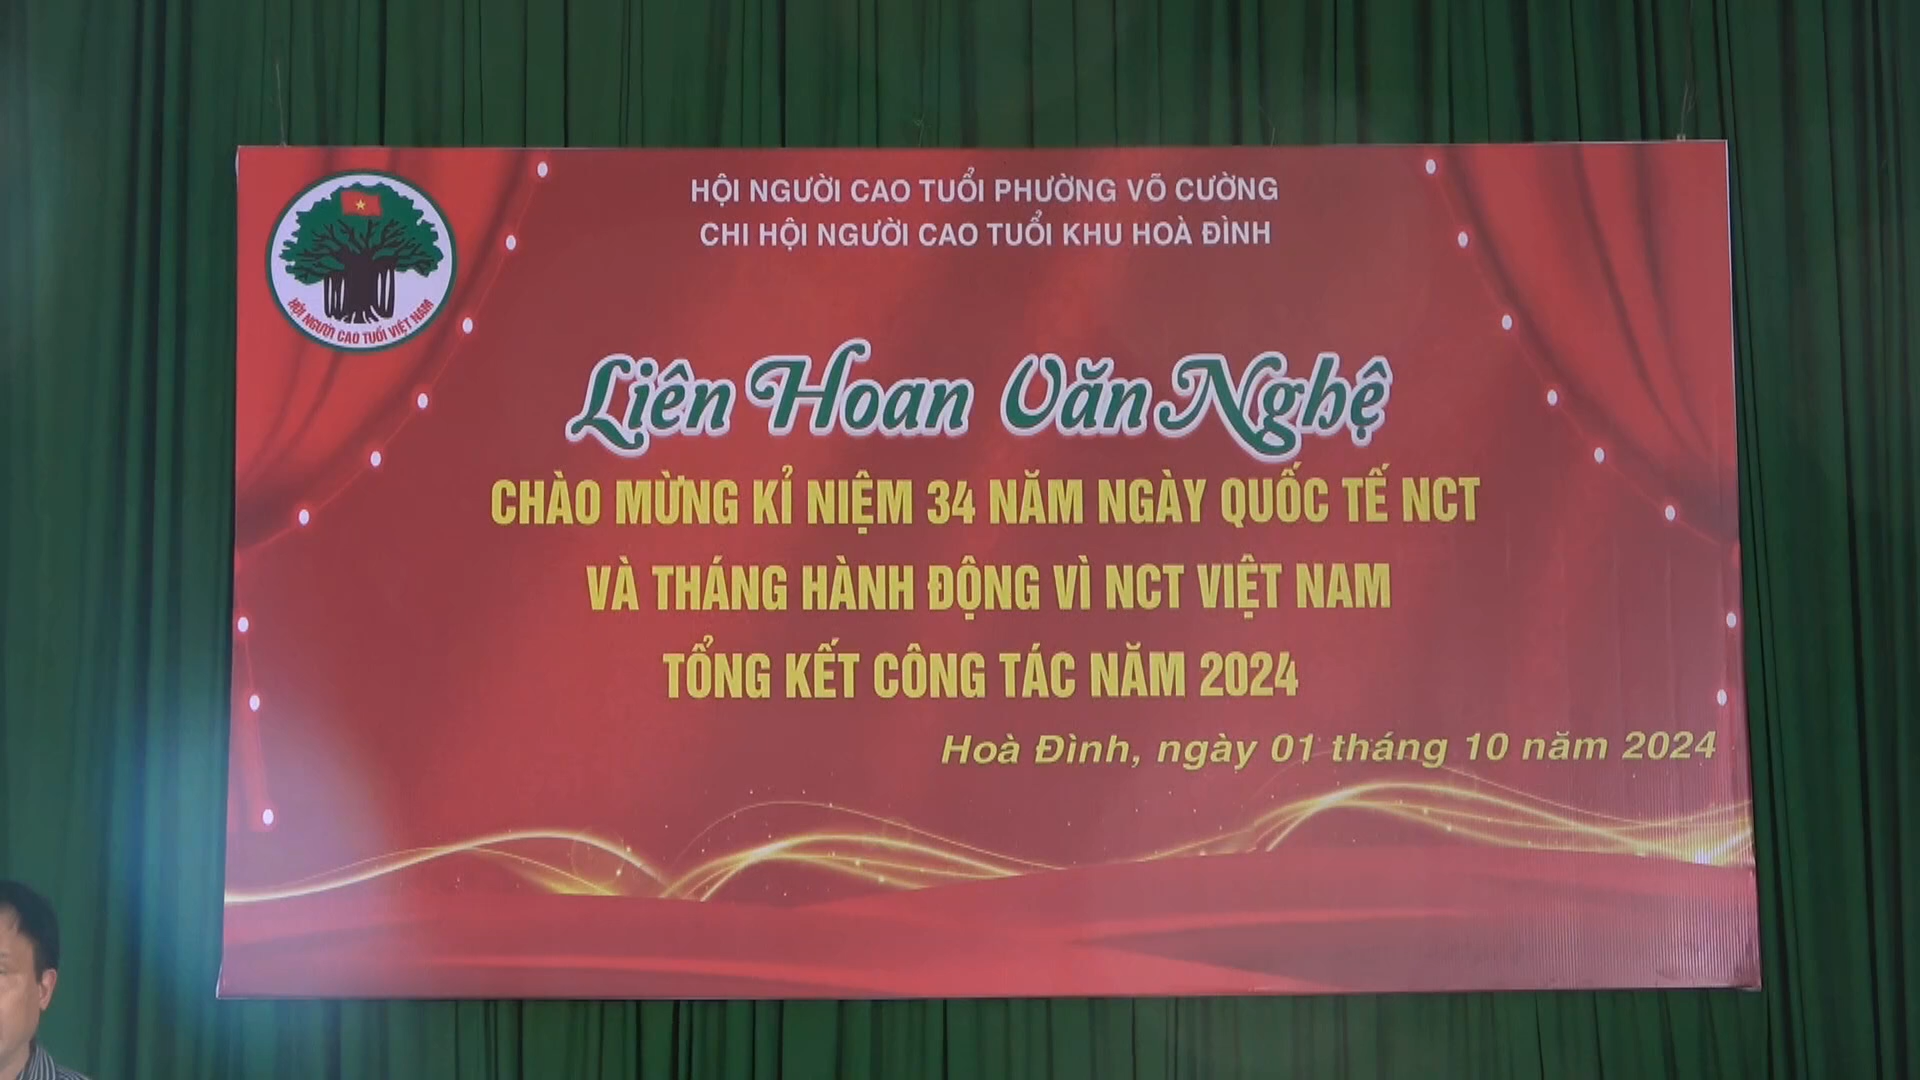 HỘI NGƯỜI CAO TUỔI PHƯỜNG VÕ CƯỜNG
CHI HỘI NGƯỜI CAO TUỔI KHU HOÀ ĐÌNH
HỘI NGƯỜI CAO TUỔI VIỆT NAM
Liên Hoan Văn Nghệ
CHÀO MỪNG KỈ NIỆM 34 NĂM NGÀY QUỐC TẾ NCT
VÀ THÁNG HÀNH ĐỘNG VÌ NCT VIỆT NAM
TỔNG KẾT CÔNG TÁC NĂM 2024
Hoà Đình, ngày 01 tháng 10 năm 2024